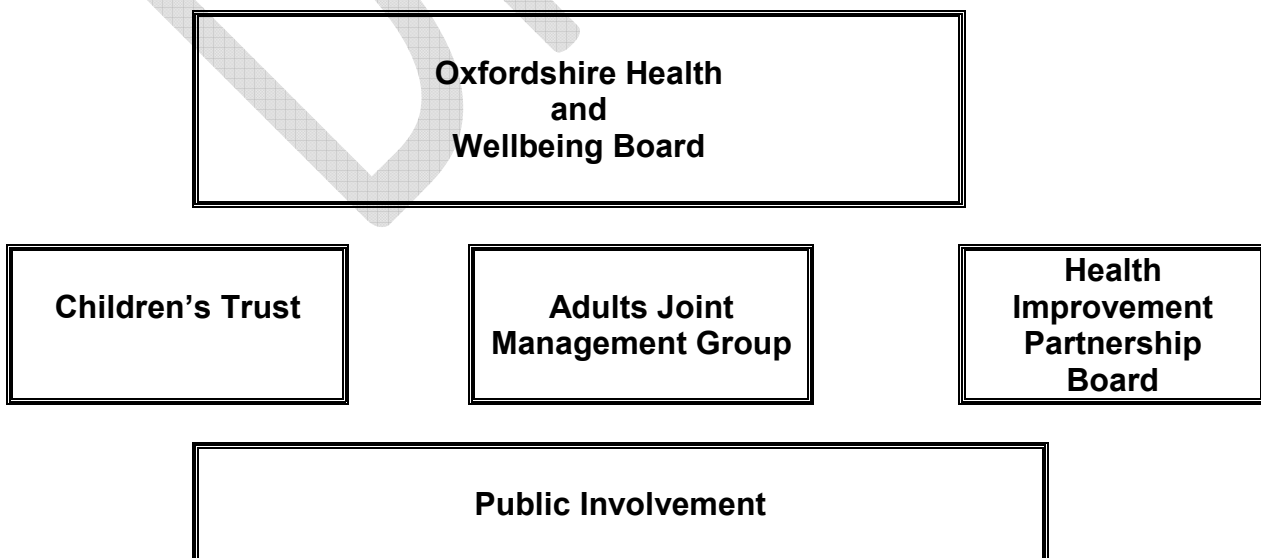 Oxfordshire Health
and
Wellbeing Board
Children’s Trust
Adults Joint
Management Group
Health
Improvement
Partnership
Board
Public Involvement